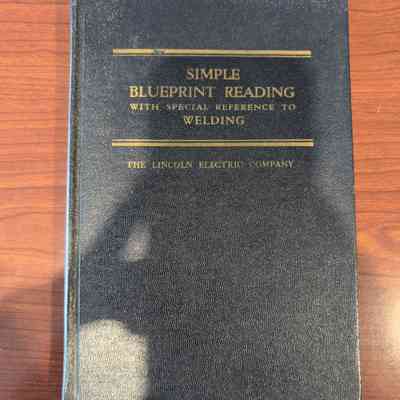 SIMPLE
BLUEPRINT READING
WITH SPECIAL REFERENCE TO
WELDING
THE LINCOLN ELECTRIC COMPANY